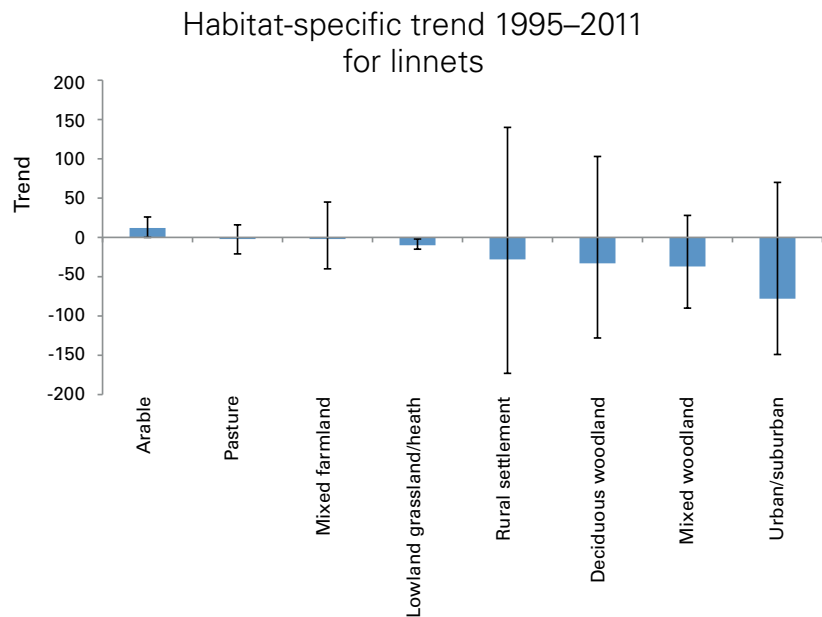 Habitat-specific trend 1995–2011
for linnets
Trend
200
150
100
50
0
-50
-100
-150
-200
Arable
Pasture
Mixed farmland
Lowland grassland/heath
Rural settlement
Deciduous woodland
Mixed woodland
Urban/suburban